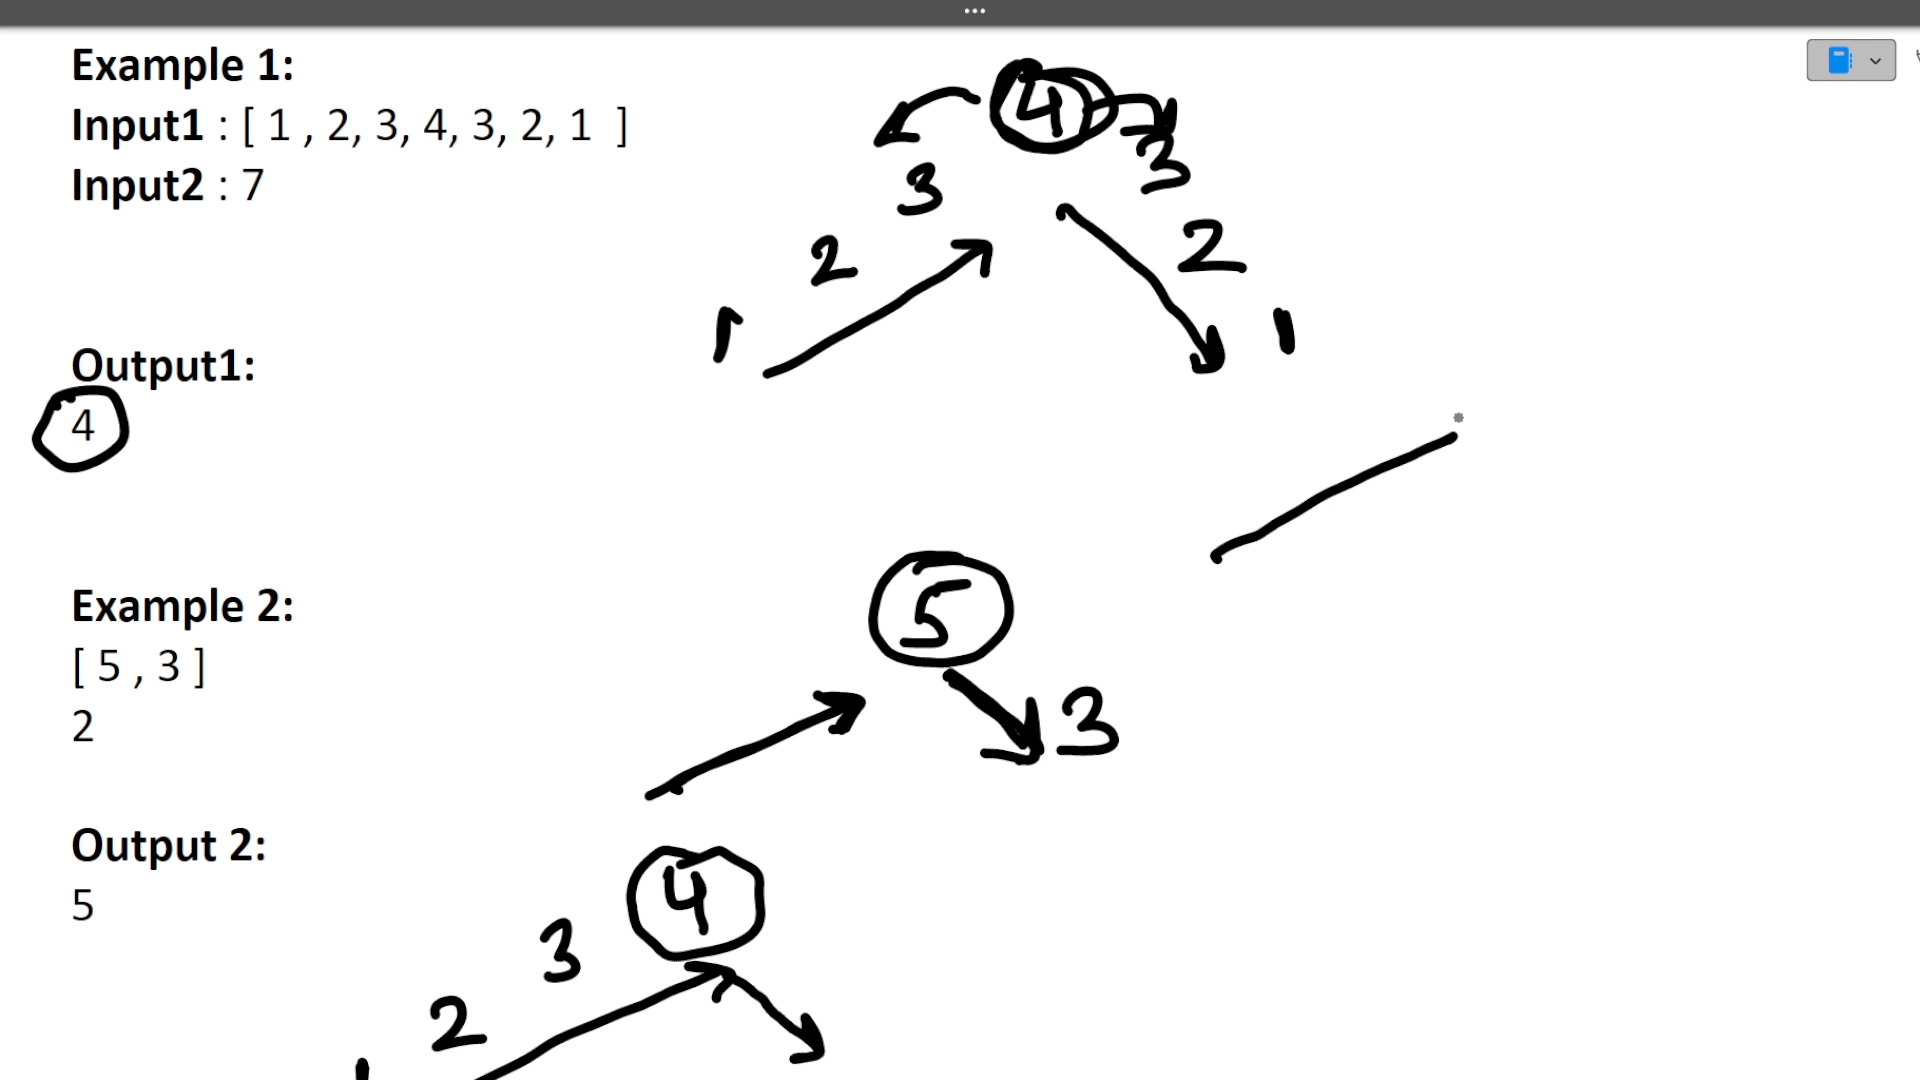 Example 1:
Input1 : [ 1 , 2, 3, 4, 3, 2, 1 ]
Input2 : 7
Output1:
4
Example 2:
[ 5 , 3 ]
2
Output 2:
5
4
3
3
2
2
1
1
5
3
4
3
2
1